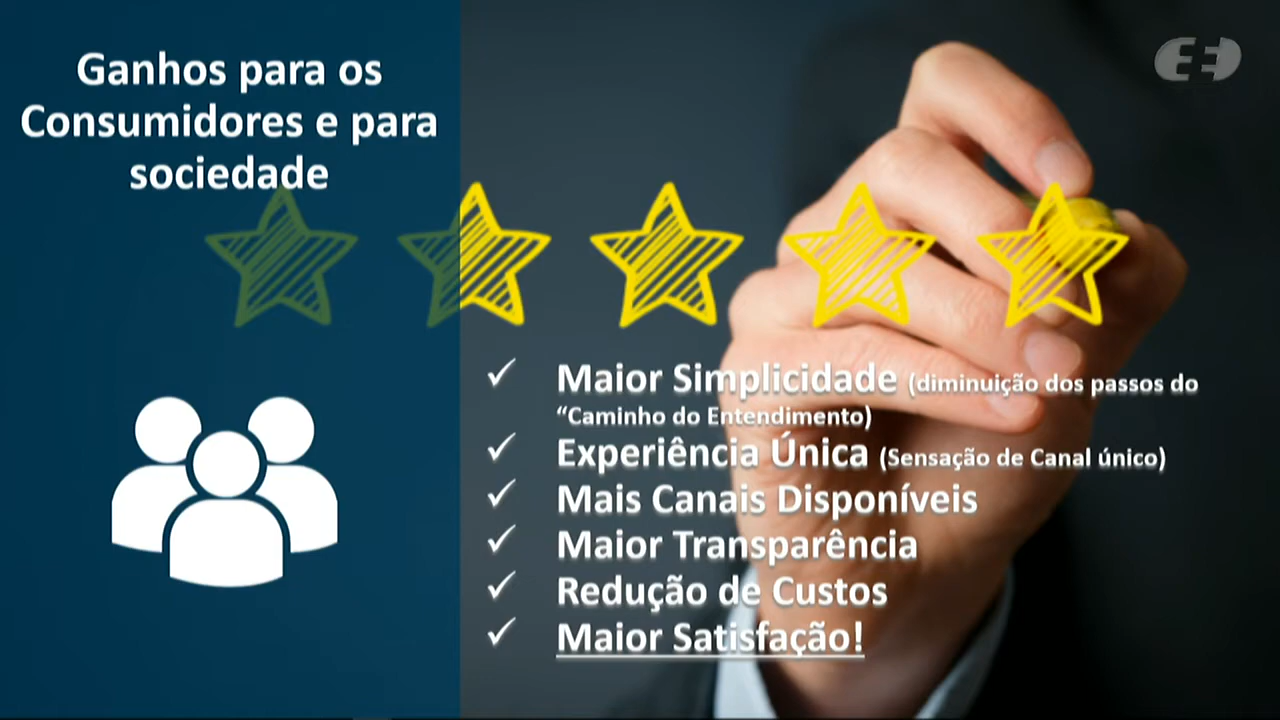 Ganhos para os
Consumidores e para
sociedade
✓ Maior Simplicidade (diminuição dos passos do
“Caminho do Entendimento)
✓ Experiência Única (Sensação de Canal único)
✓ Mais Canais Disponíveis
✓ Maior Transparência
✓ Redução de Custos
✓ Maior Satisfação!